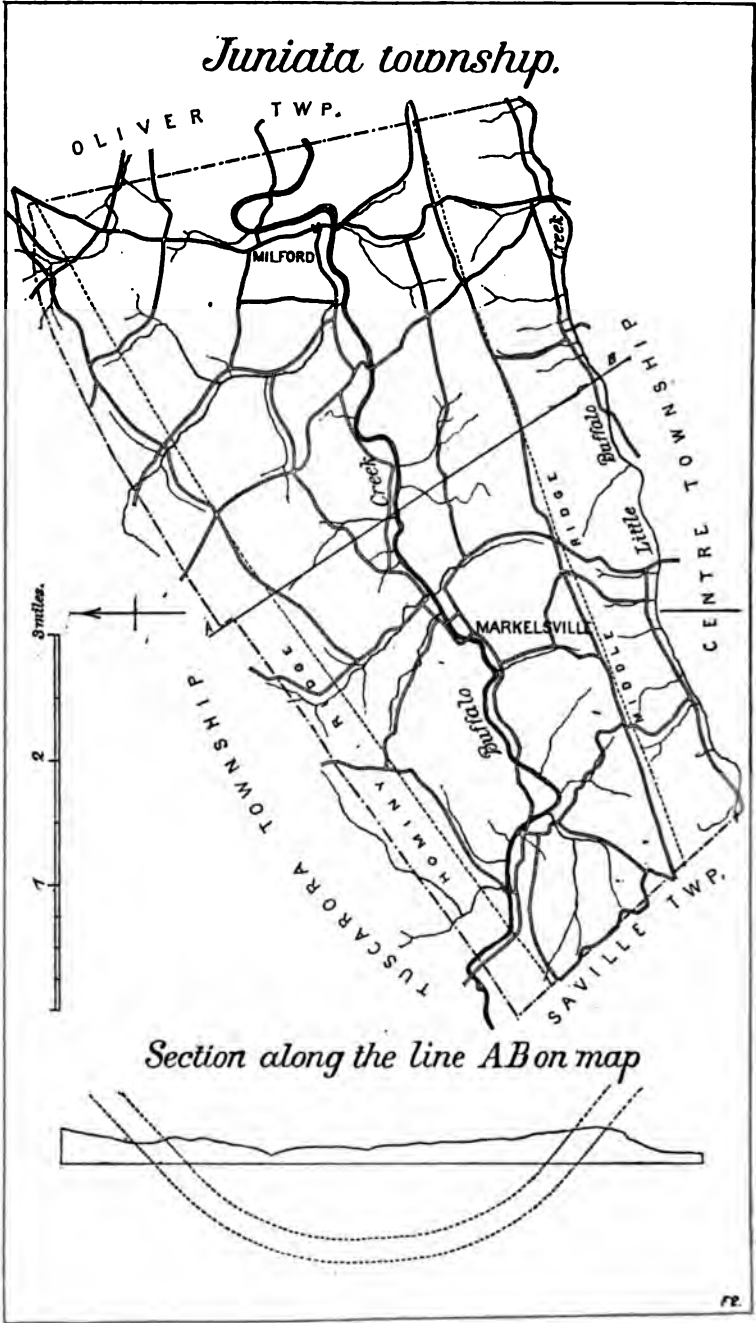 Juniata township.
OLIVER TWP.
MILFORD
Creek
Creek
B
CENTRE TOWNSHIP
Buffalo
Little
RIDGE
MIDDLE
MARKELSVILLE
Buffalo
A
RIDGE
HOMINY
TUSCARORA TOWNSHIP
SAVILLE TWP.
3 miles.
2
1
Section along the line AB on map